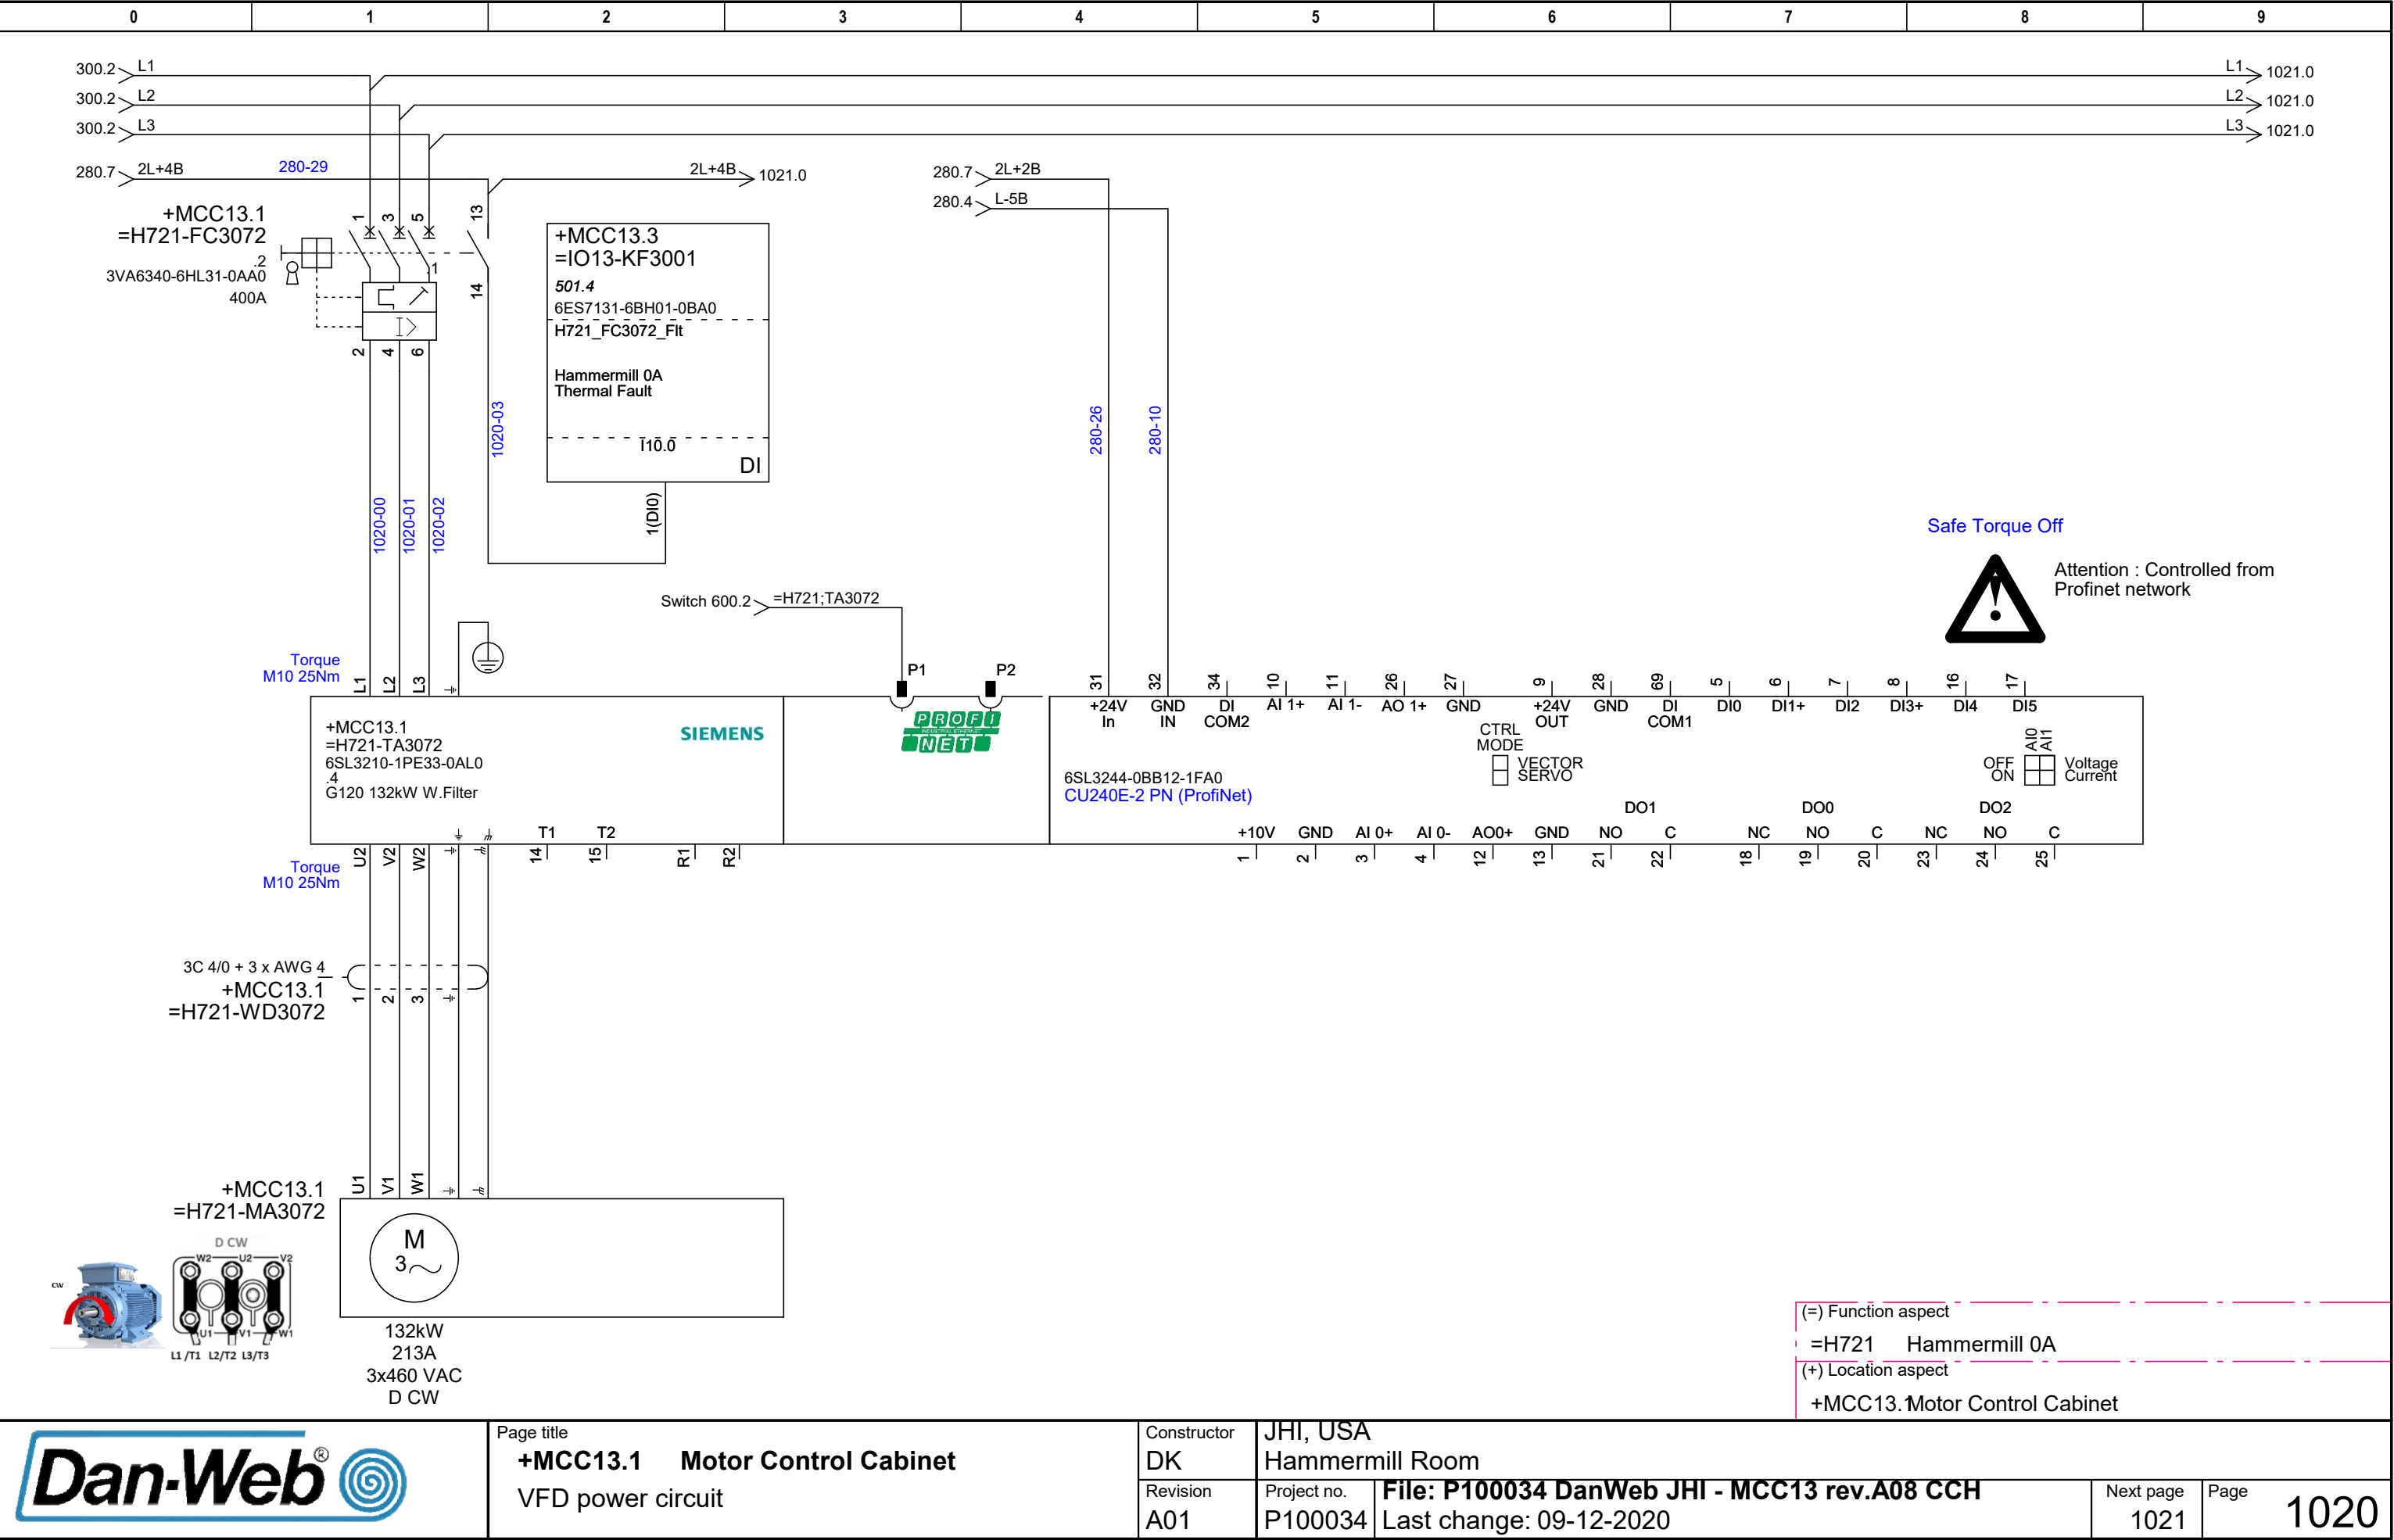 0 1 2 3 4 5 6 7 8 9
300.2 L1
L1 1021.0
300.2 L2
L2 1021.0
300.2 L3
L3 1021.0
280.7 2L+4B 280-29
2L+4B 1021.0
280.7 2L+2B
280.4 L-5B
+MCC13.1
=H721-FC3072
.2
3VA6340-6HL31-0AA0
400A
1 3 5 13
.1
14
2 4 6
+MCC13.3
=IO13-KF3001
501.4
6ES7131-6BH01-0BA0
H721_FC3072_Flt
Hammermill 0A
Thermal Fault
I10.0
DI
1(DI0)
1020-03
280-26
280-10
1020-00
1020-01
1020-02
Safe Torque Off
Attention : Controlled from
Profinet network
Switch 600.2 =H721;TA3072
P1 P2
Torque
M10 25Nm
L1 L2 L3
31 32 34 10 11 26 27 9 28 69 5 6 7 8 16 17
+24V In
GND IN
DI COM2
AI 1+
AI 1-
AO 1+
GND
+24V OUT
GND
DI COM1
DI0
DI1+
DI2
DI3+
DI4
DI5
+MCC13.1
=H721-TA3072
6SL3210-1PE33-0AL0
.4
G120 132kW W.Filter
SIEMENS
PROFI
INDUSTRIAL ETHERNET
NET
6SL3244-0BB12-1FA0
CU240E-2 PN (ProfiNet)
CTRL
MODE
VECTOR
SERVO
AI0
AI1
OFF Voltage
ON Current
DO1 DO0 DO2
T1 T2
+10V GND AI 0+ AI 0- AO0+ GND NO C NC NO C NC NO C
U2 V2 W2 14 15 R1 R2
1 2 3 4 12 13 21 22 18 19 20 23 24 25
Torque
M10 25Nm
3C 4/0 + 3 x AWG 4
+MCC13.1
=H721-WD3072
1 2 3
+MCC13.1
=H721-MA3072
U1 V1 W1
M
3
D CW
W2 U2 V2
CW
U1 V1 W1
L1 /T1 L2/T2 L3/T3
132kW
213A
3x460 VAC
D CW
(=) Function aspect
=H721 Hammermill 0A
(+) Location aspect
+MCC13.1Motor Control Cabinet
Dan-Web®
Page title
+MCC13.1 Motor Control Cabinet
VFD power circuit
Constructor
DK
JHI, USA
Hammermill Room
Revision
A01
Project no.
P100034
File: P100034 DanWeb JHI - MCC13 rev.A08 CCH
Last change: 09-12-2020
Next page
1021
Page
1020